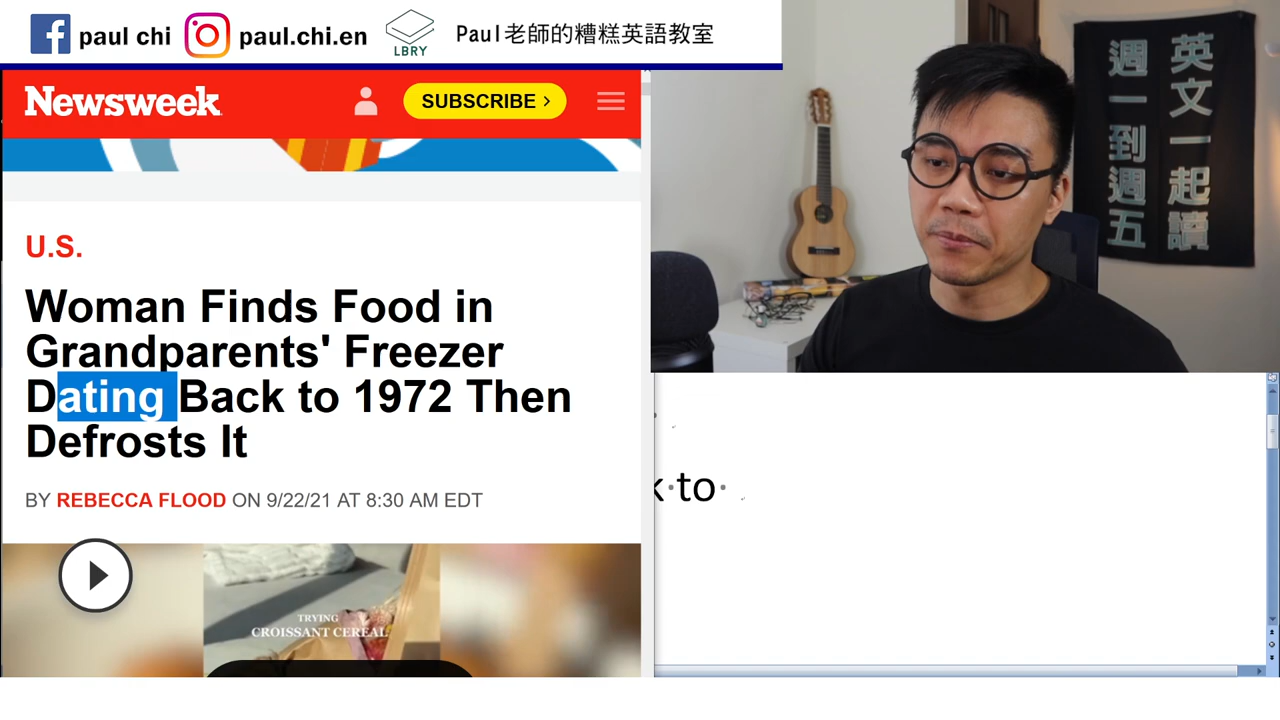 paul chi
paul.chi.en
LBRY
Paul老師的糟糕英語教室
Newsweek
SUBSCRIBE
U.S.
Woman Finds Food in
Grandparents' Freezer
Dating Back to 1972 Then
Defrosts It
BY REBECCA FLOOD ON 9/22/21 AT 8:30 AM EDT
TRYING
CROISSANT CEREAL
英文一起讀
週一到週五
k to